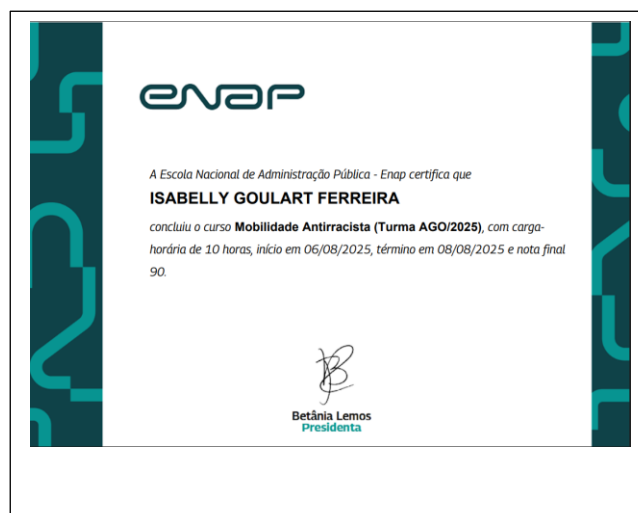 enap
A Escola Nacional de Administração Pública - Enap certifica que
ISABELLY GOULART FERREIRA
concluiu o curso Mobilidade Antirracista (Turma AGO/2025), com carga-
horária de 10 horas, início em 06/08/2025, término em 08/08/2025 e nota final
90.
Betânia Lemos
Presidenta